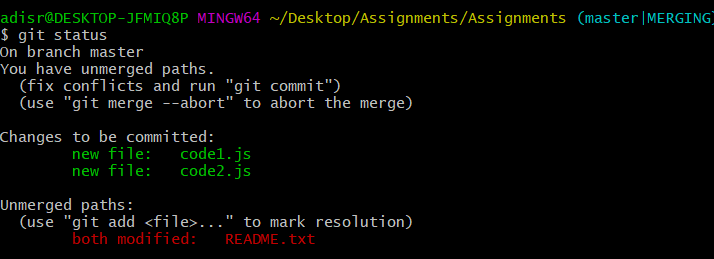 adisr@DESKTOP-JFMIQ8P MINGW64 ~/Desktop/Assignments/Assignments (master|MERGING)
$ git status
On branch master
You have unmerged paths.
  (fix conflicts and run "git commit")
  (use "git merge --abort" to abort the merge)

Changes to be committed:
        new file:   code1.js
        new file:   code2.js

Unmerged paths:
  (use "git add <file>..." to mark resolution)
        both modified:   README.txt